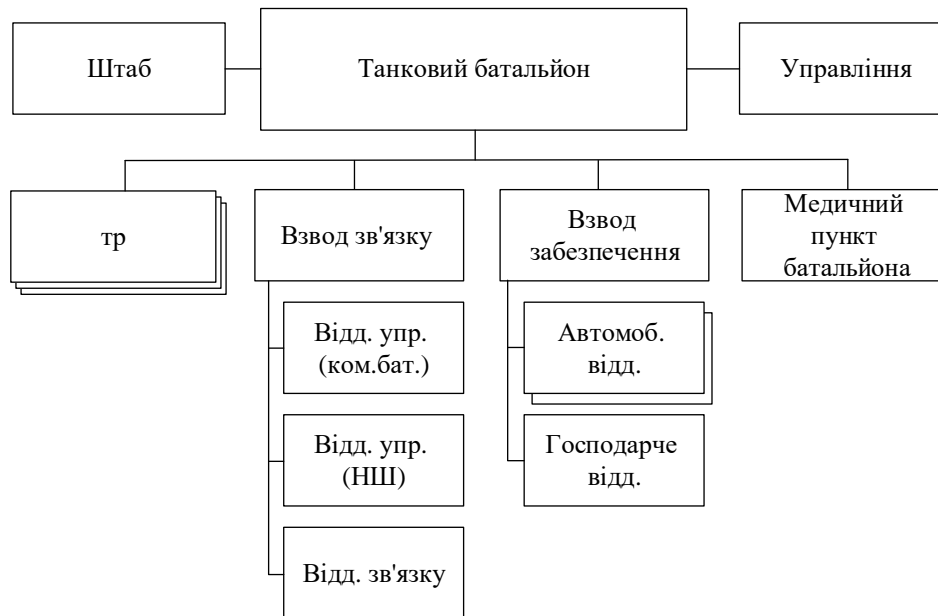 Штаб
Танковий батальйон
Управління
тр
Взвод зв'язку
Взвод
забезпечення
Медичний
пункт
батальйона
Відд. упр.
(ком.бат.)
Автомоб.
відд.
Відд. упр.
(НШ)
Господарче
відд.
Відд. зв'язку